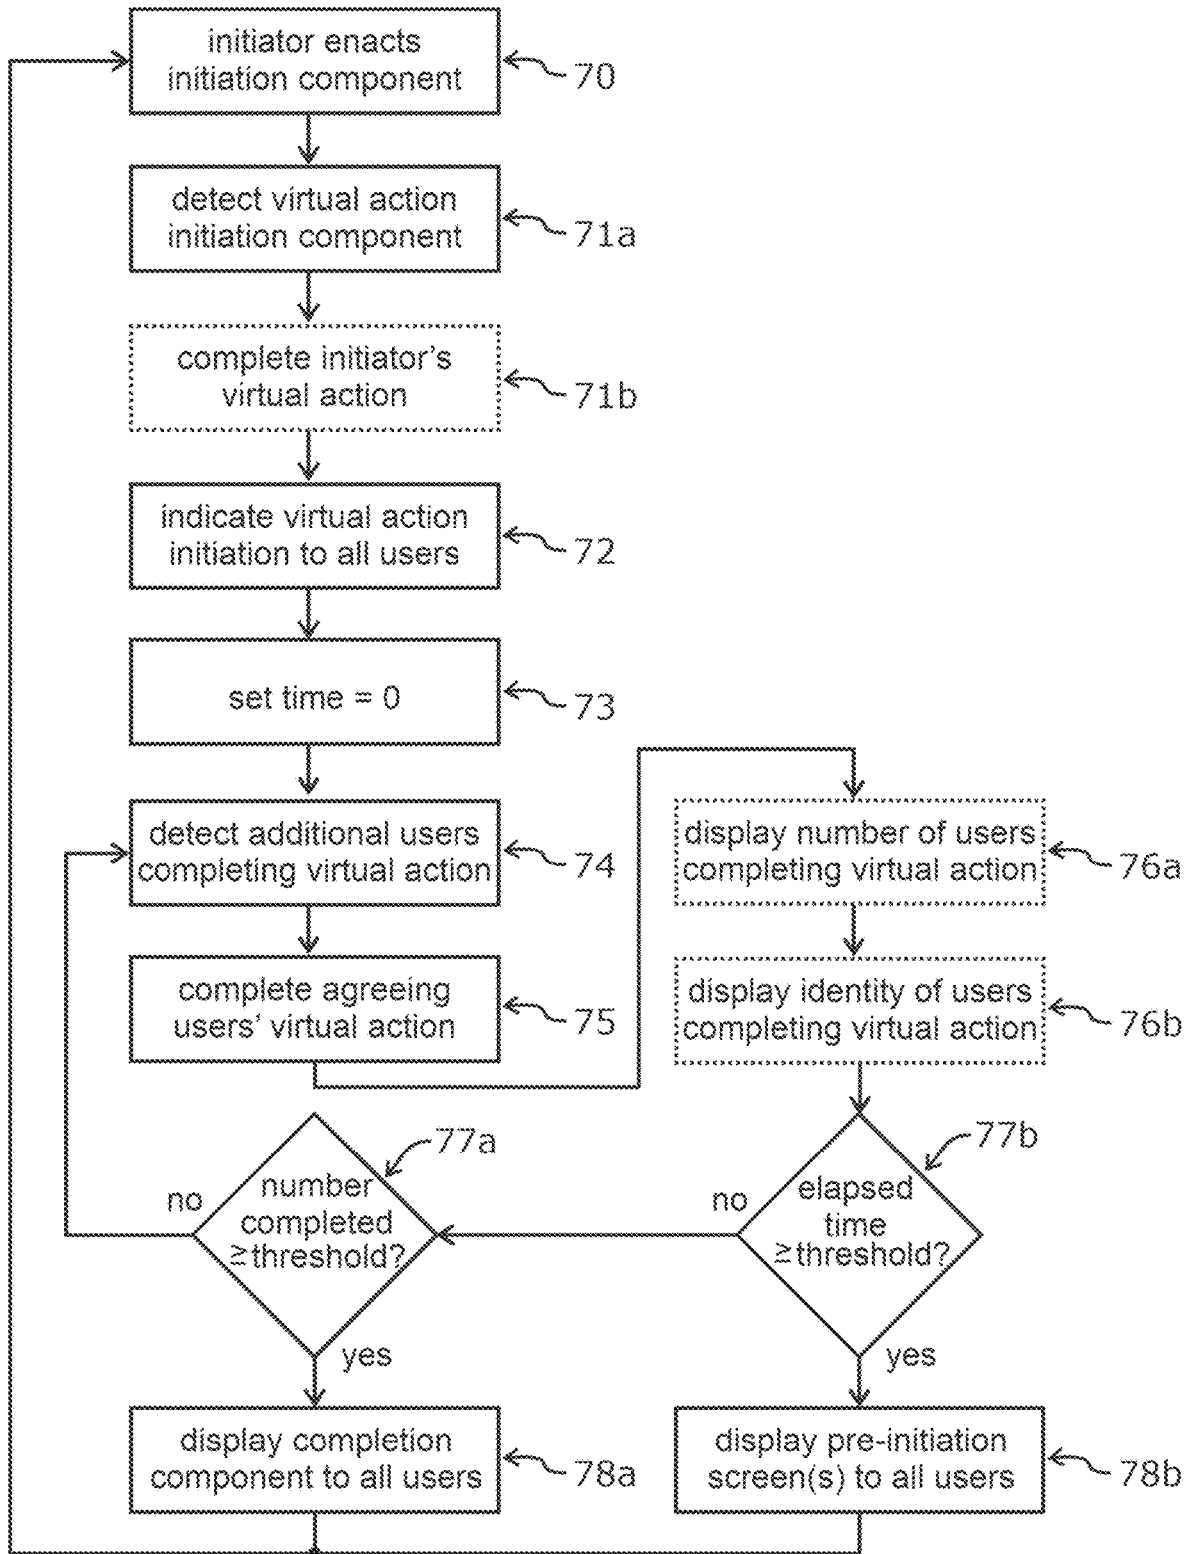 initiator enacts
initiation component
70
detect virtual action
initiation component
71a
complete initiator's
virtual action
71b
indicate virtual action
initiation to all users
72
set time = 0
73
detect additional users
completing virtual action
74
display number of users
completing virtual action
76a
complete agreeing
users' virtual action
75
display identity of users
completing virtual action
76b
77a
no
number
completed
≥threshold?
yes
77b
no
elapsed
time
≥threshold?
yes
display completion
component to all users
78a
display pre-initiation
screen(s) to all users
78b